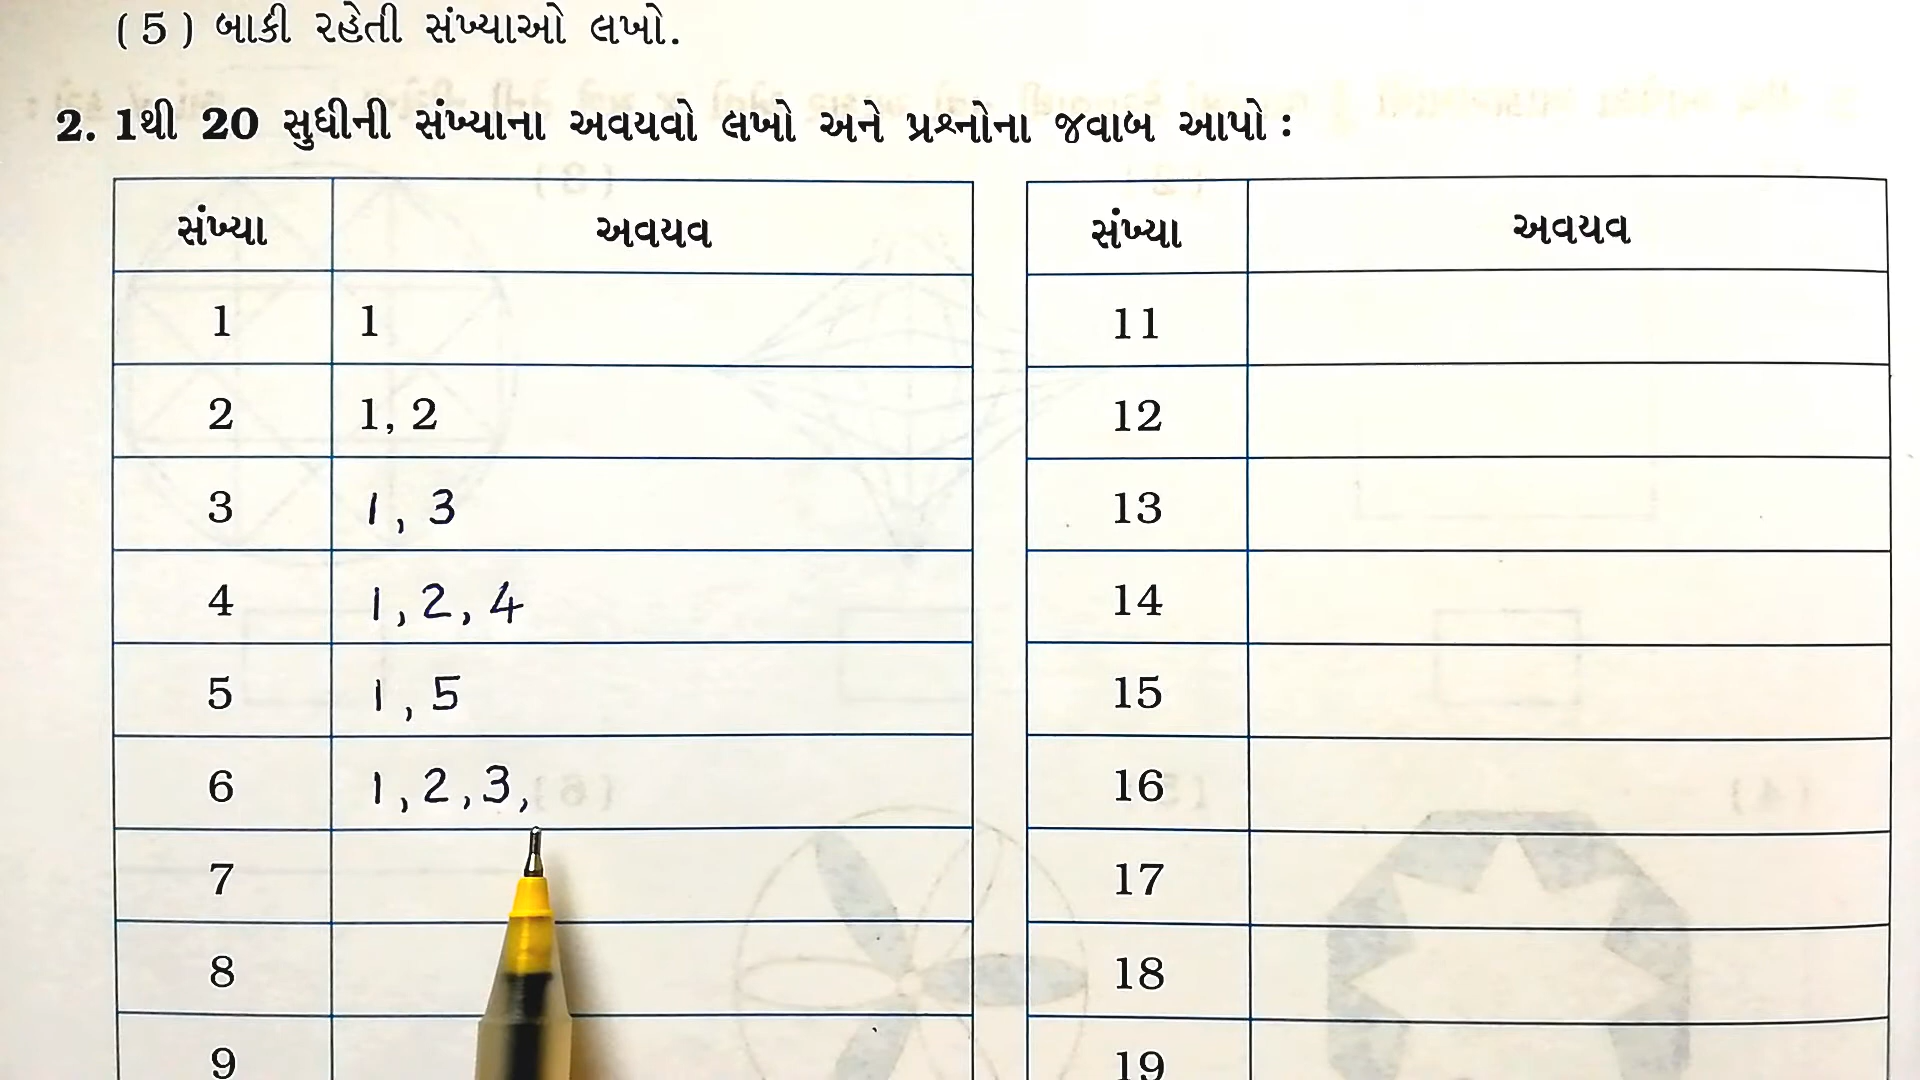 (5) બાકી રહેતી સંખ્યાઓ લખો.
2. 1થી 20 સુધીની સંખ્યાના અવયવો લખો અને પ્રશ્નોના જવાબ આપો :
સંખ્યા અવયવ
1 1
2 1, 2
3 1, 3
4 1, 2, 4
5 1, 5
6 1, 2, 3,
7
8
9
સંખ્યા અવયવ
11
12
13
14
15
16
17
18
19